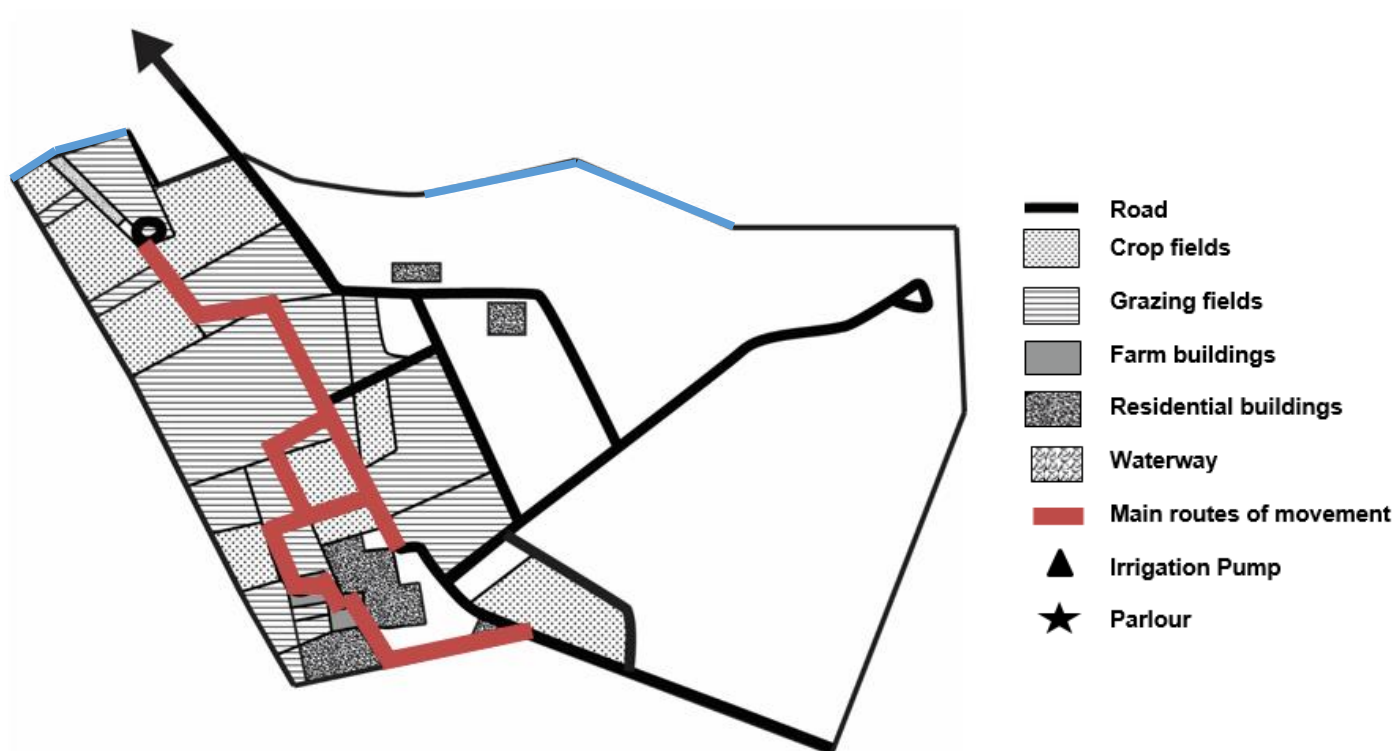 Road
Crop fields
Grazing fields
Farm buildings
Residential buildings
Waterway
Main routes of movement
Irrigation Pump
Parlour